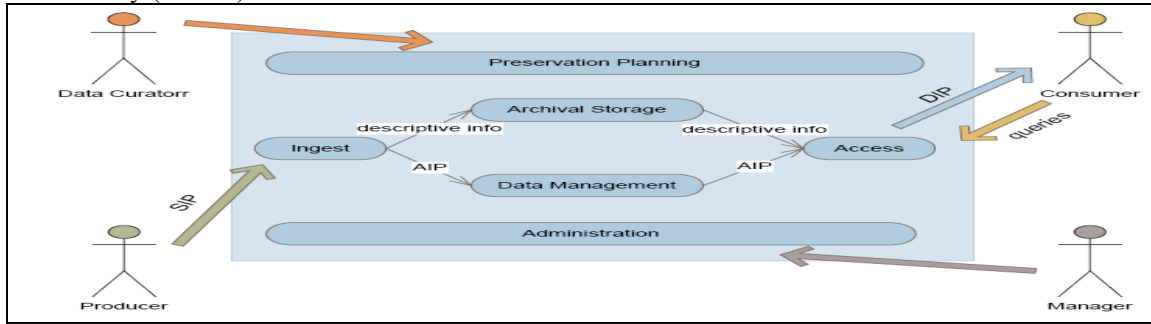 Preservation Planning
Data Curatorr
Consumer
DIP
Archival Storage
queries
descriptive info
descriptive info
Ingest
Access
AIP
AIP
Data Management
SIP
Administration
Producer
Manager